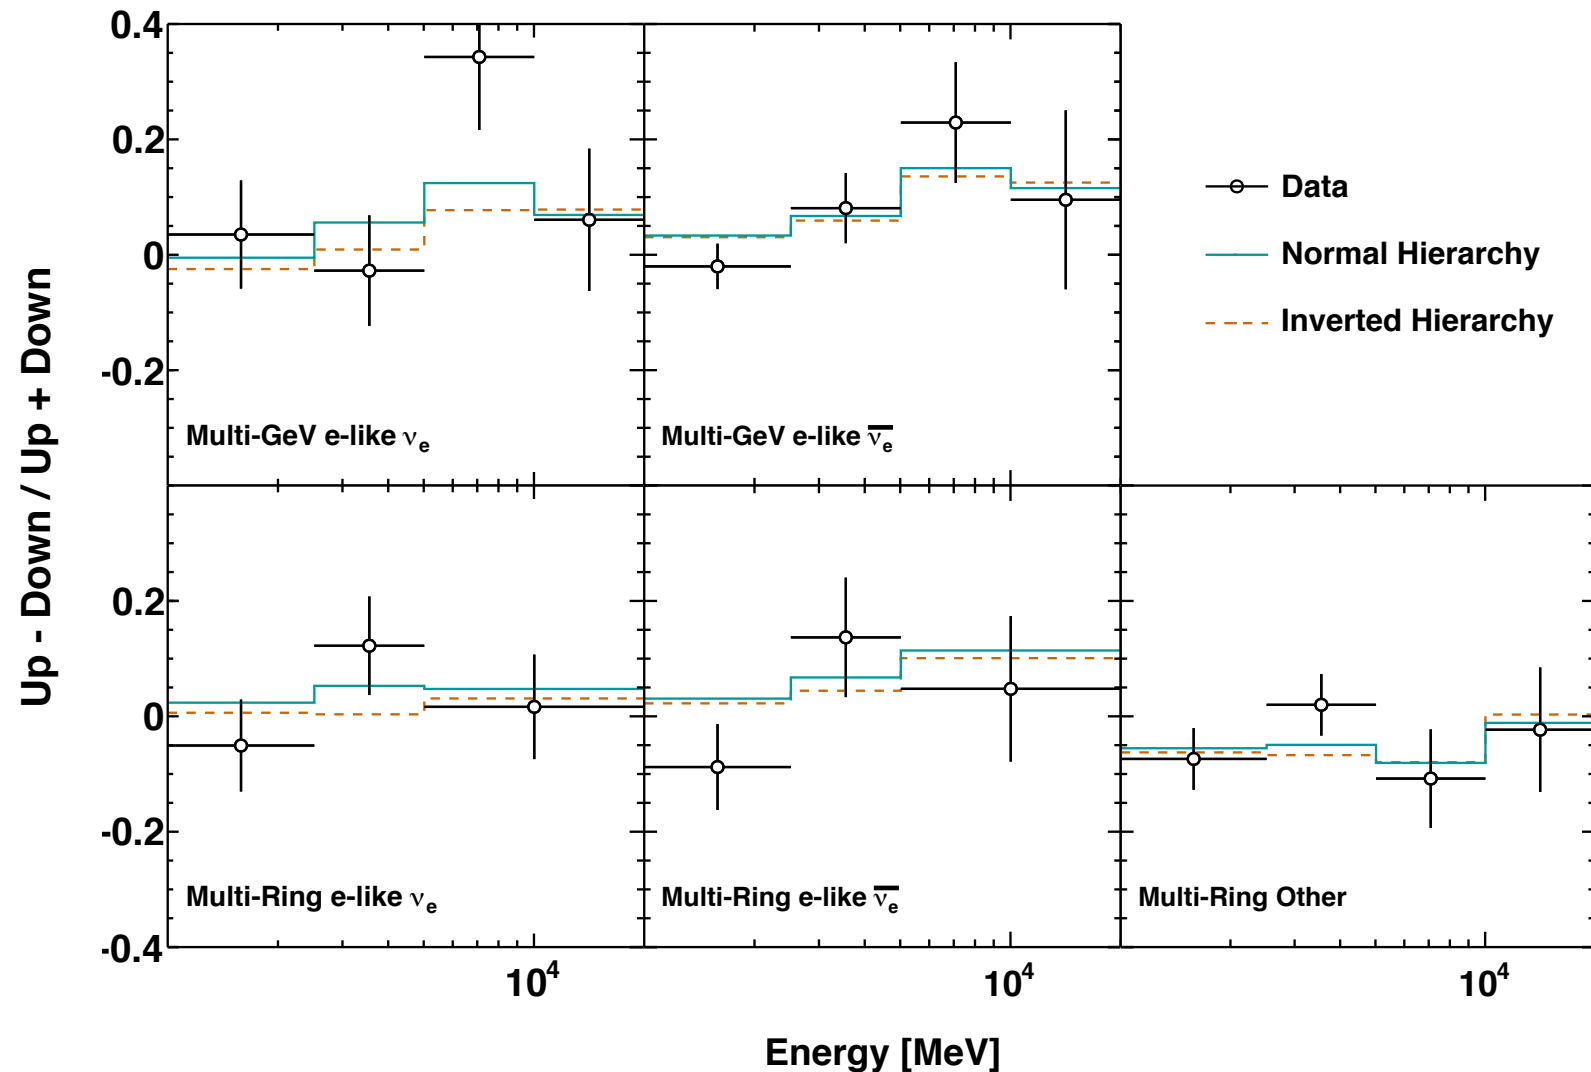 Up - Down / Up + Down
0.4
0.2
0
-0.2
Multi-GeV e-like νe
Multi-GeV e-like ν̅e
Data
Normal Hierarchy
Inverted Hierarchy
0.2
0
-0.2
-0.4
Multi-Ring e-like νe
Multi-Ring e-like ν̅e
Multi-Ring Other
10⁴
10⁴
10⁴
Energy [MeV]